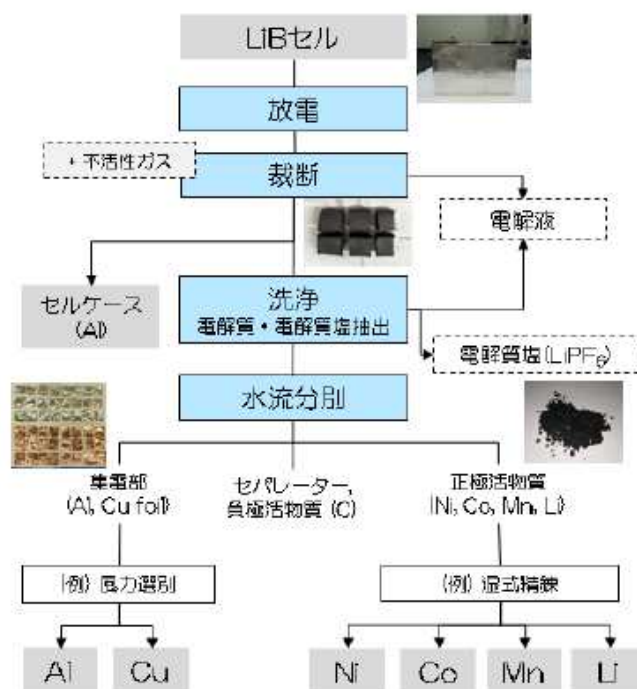 LiBセル
放電
+ 不活性ガス
裁断
電解液
セルケース
(Al)
洗浄
電解質・電解質塩抽出
電解質塩(LiPF6)
水流分別
集電部
(Al, Cu foil)
セパレーター,
負極活物質 (C)
正極活物質
(Ni, Co, Mn, Li)
(例) 風力選別
(例) 湿式精錬
Al
Cu
Ni
Co
Mn
Li